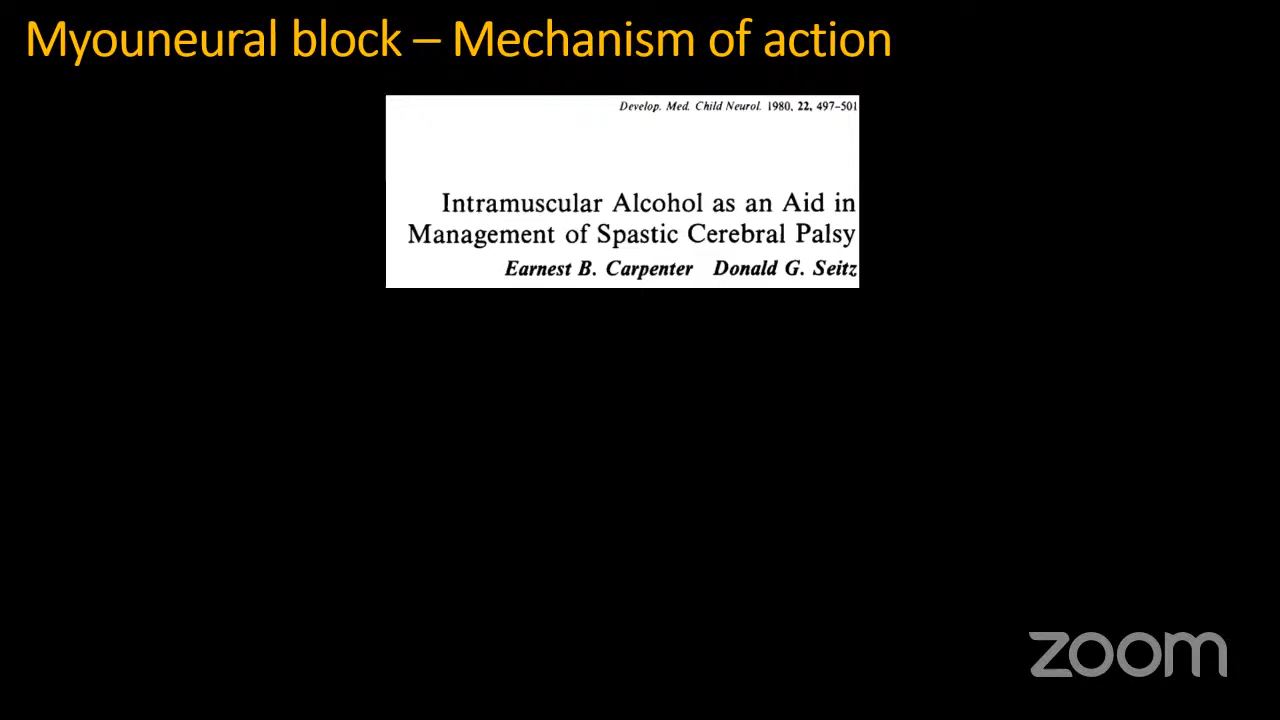 Myouneural block – Mechanism of action
Develop. Med. Child Neurol. 1980, 22, 497–501
Intramuscular Alcohol as an Aid in
Management of Spastic Cerebral Palsy
Earnest B. Carpenter Donald G. Seitz
zoom